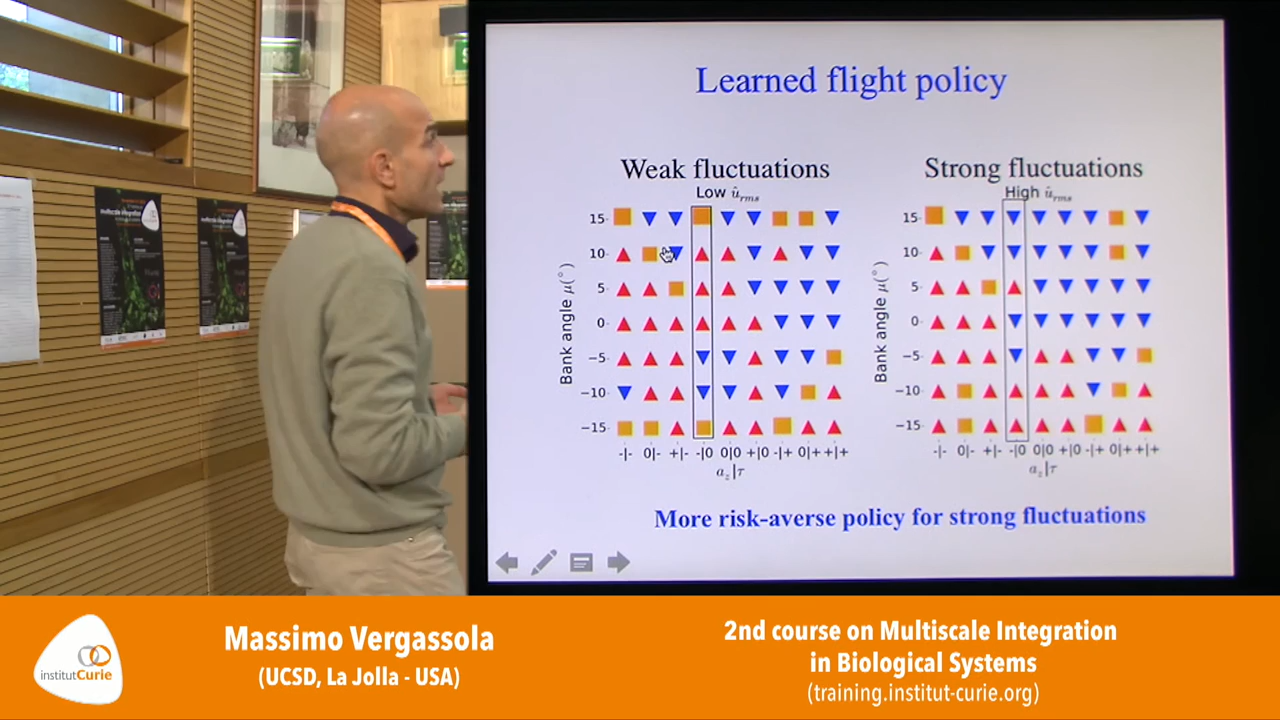 Learned flight policy
Weak fluctuations
Low û_rms
Bank angle μ(°)
15
10
5
0
−5
−10
−15
-|- 0|- +|- -|0 0|0 +|0 -|+ 0|+ +|+
a_z|τ
Strong fluctuations
High û_rms
Bank angle μ(°)
15
10
5
0
−5
−10
−15
-|- 0|- +|- -|0 0|0 +|0 -|+ 0|+ +|+
a_z|τ
More risk-averse policy for strong fluctuations
institutCurie
Massimo Vergassola
(UCSD, La Jolla - USA)
2nd course on Multiscale Integration
in Biological Systems
(training.institut-curie.org)